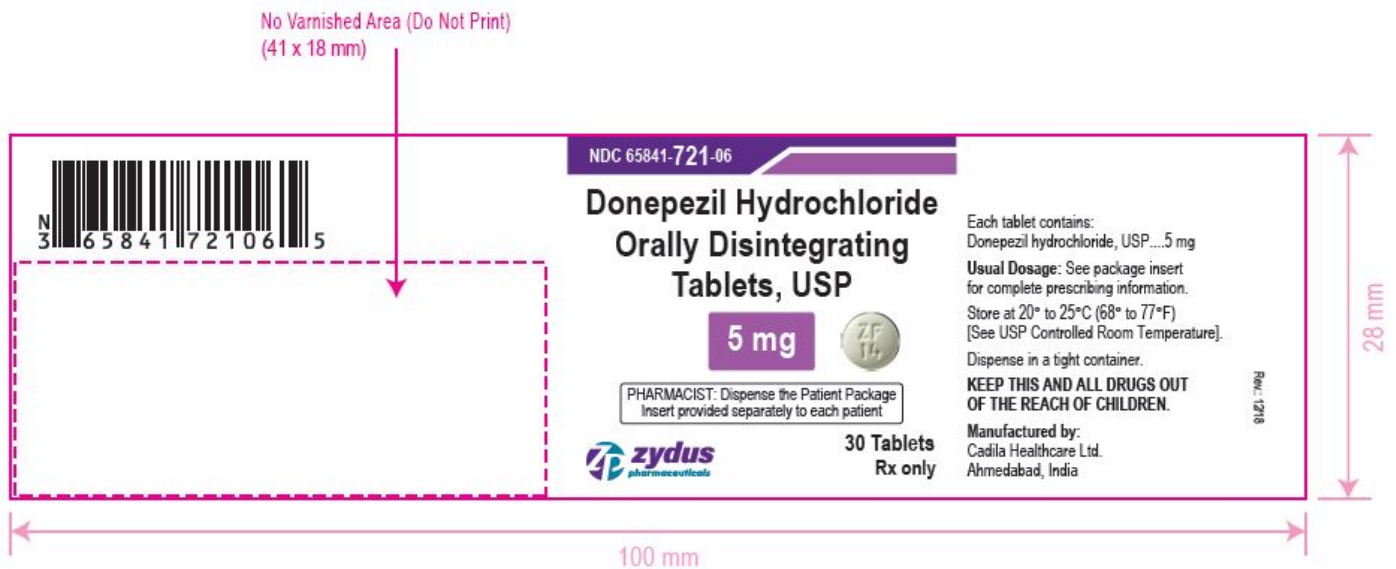 No Varnished Area (Do Not Print)
(41 x 18 mm)
N
3 65841 72106 5
NDC 65841-721-06
Donepezil Hydrochloride
Orally Disintegrating
Tablets, USP
5 mg
ZF
14
PHARMACIST: Dispense the Patient Package
Insert provided separately to each patient
zydus
pharmaceuticals
30 Tablets
Rx only
Each tablet contains:
Donepezil hydrochloride, USP....5 mg
Usual Dosage: See package insert
for complete prescribing information.
Store at 20° to 25°C (68° to 77°F)
[See USP Controlled Room Temperature].
Dispense in a tight container.
KEEP THIS AND ALL DRUGS OUT
OF THE REACH OF CHILDREN.
Manufactured by:
Cadila Healthcare Ltd.
Ahmedabad, India
Rev.: 12/18
28 mm
100 mm